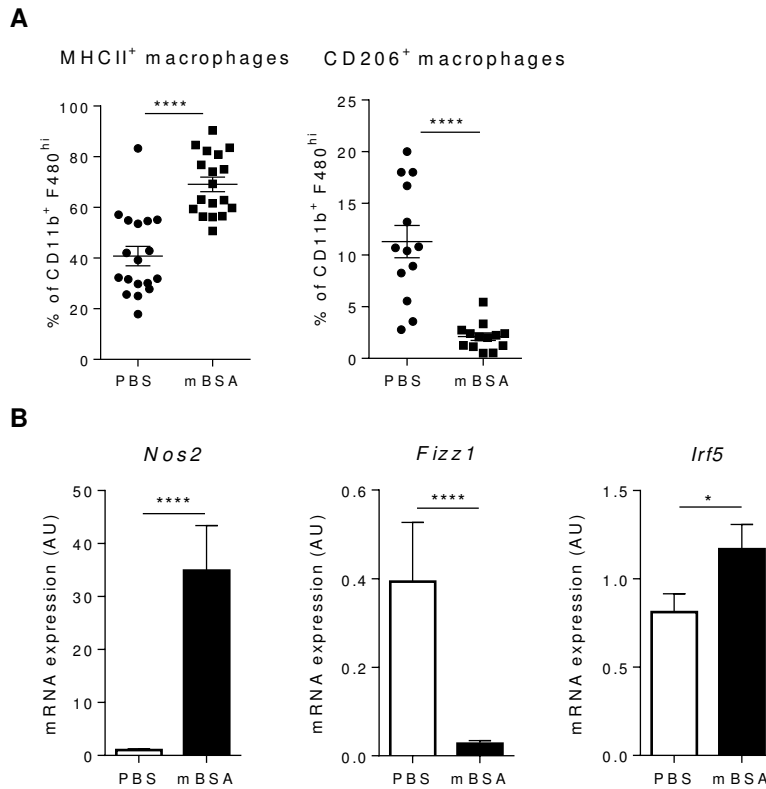 A
MHCII+ macrophages
% of CD11b+ F480hi
100
80
60
40
20
0
****
PBS
mBSA
CD206+ macrophages
% of CD11b+ F480hi
25
20
15
10
5
0
****
PBS
mBSA
B
Nos2
mRNA expression (AU)
50
40
30
20
10
0
****
PBS
mBSA
Fizz1
mRNA expression (AU)
0.6
0.4
0.2
0.0
****
PBS
mBSA
Irf5
mRNA expression (AU)
1.5
1.0
0.5
0.0
*
PBS
mBSA